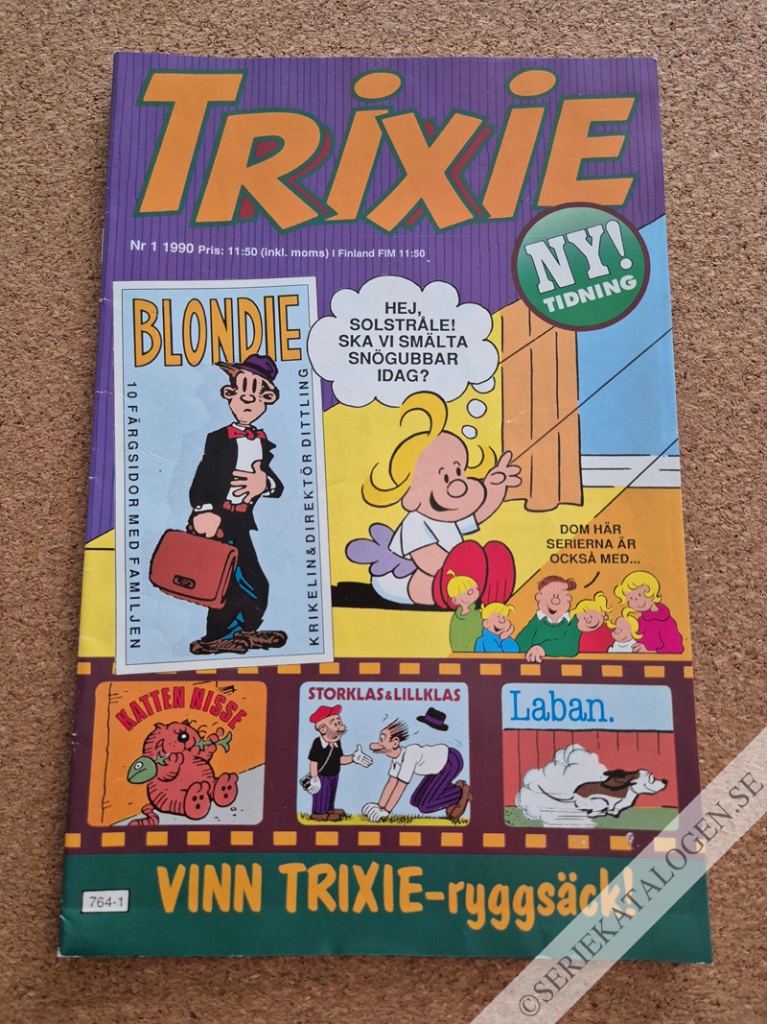 TRiXiE
Nr 1 1990 Pris: 11:50 (inkl. moms) I Finland FIM 11:50
NY!
TIDNING
BLONDIE
10 FÄRGSIDOR MED FAMILJEN
KRIKELIN&DIREKTÖR DITTLING
HEJ,
SOLSTRÅLE!
SKA VI SMÄLTA
SNÖGUBBAR
IDAG?
DOM HÄR
SERIERNA ÄR
OCKSÅ MED...
KATTEN NISSE
STORKLAS&LILLKLAS
Laban.
764-1
VINN TRIXIE-ryggsäck!
©SERIEKATALOGEN.SE